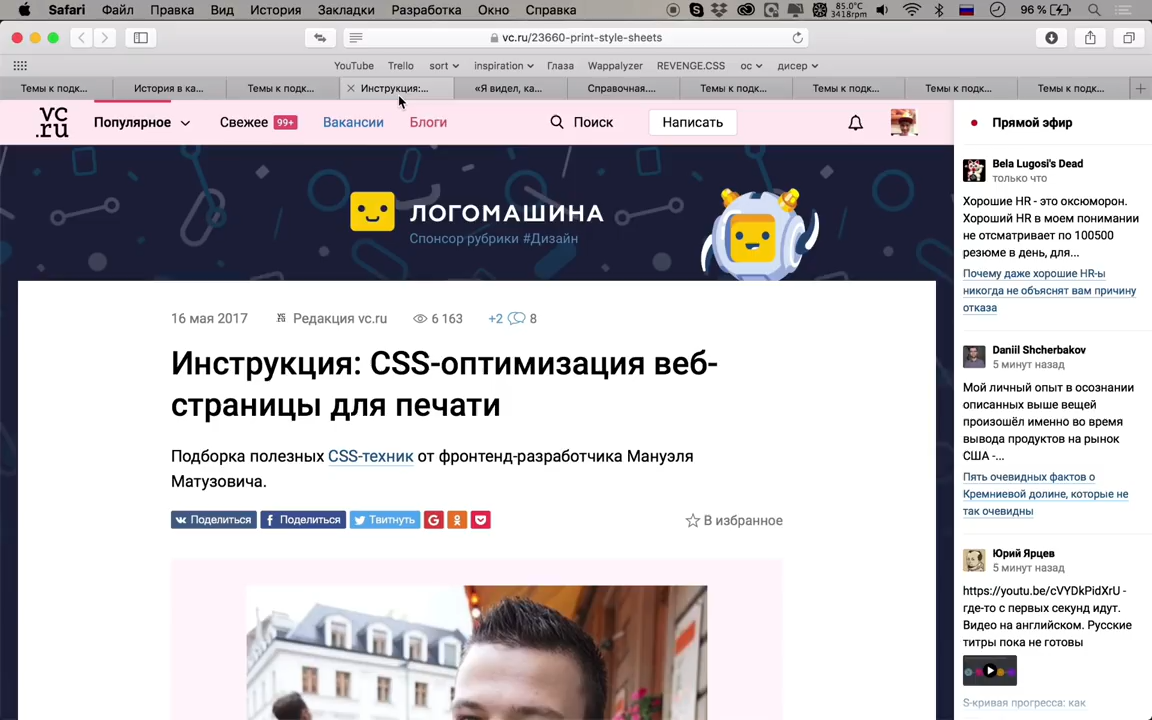 Safari Файл Правка Вид История Закладки Разработка Окно Справка 85.0°C 3418rpm 96 %
vc.ru/23660-print-style-sheets
YouTube Trello sort inspiration Глаза Wappalyzer REVENGE.CSS ос дисер
Темы к подк... История в ка... Темы к подк... Инструкция:... «Я видел, ка... Справочная.... Темы к подк... Темы к подк... Темы к подк... Темы к подк...
vc.ru Популярное Свежее 99+ Вакансии Блоги Поиск Написать
ЛОГОМАШИНА
Спонсор рубрики #Дизайн
16 мая 2017 Редакция vc.ru 6 163 +2 8
Инструкция: CSS-оптимизация веб-
страницы для печати
Подборка полезных CSS-техник от фронтенд-разработчика Мануэля
Матузовича.
Поделиться Поделиться Твитнуть В избранное
Прямой эфир
Bela Lugosi's Dead
только что
Хорошие HR - это оксюморон.
Хороший HR в моем понимании
не отсматривает по 100500
резюме в день, для...
Почему даже хорошие HR-ы
никогда не объяснят вам причину
отказа
Daniil Shcherbakov
5 минут назад
Мой личный опыт в осознании
описанных выше вещей
произошёл именно во время
вывода продуктов на рынок
США -...
Пять очевидных фактов о
Кремниевой долине, которые не
так очевидны
Юрий Ярцев
5 минут назад
https://youtu.be/cVYDkPidXrU -
где-то с первых секунд идут.
Видео на английском. Русские
титры пока не готовы
S-кривая прогресса: как